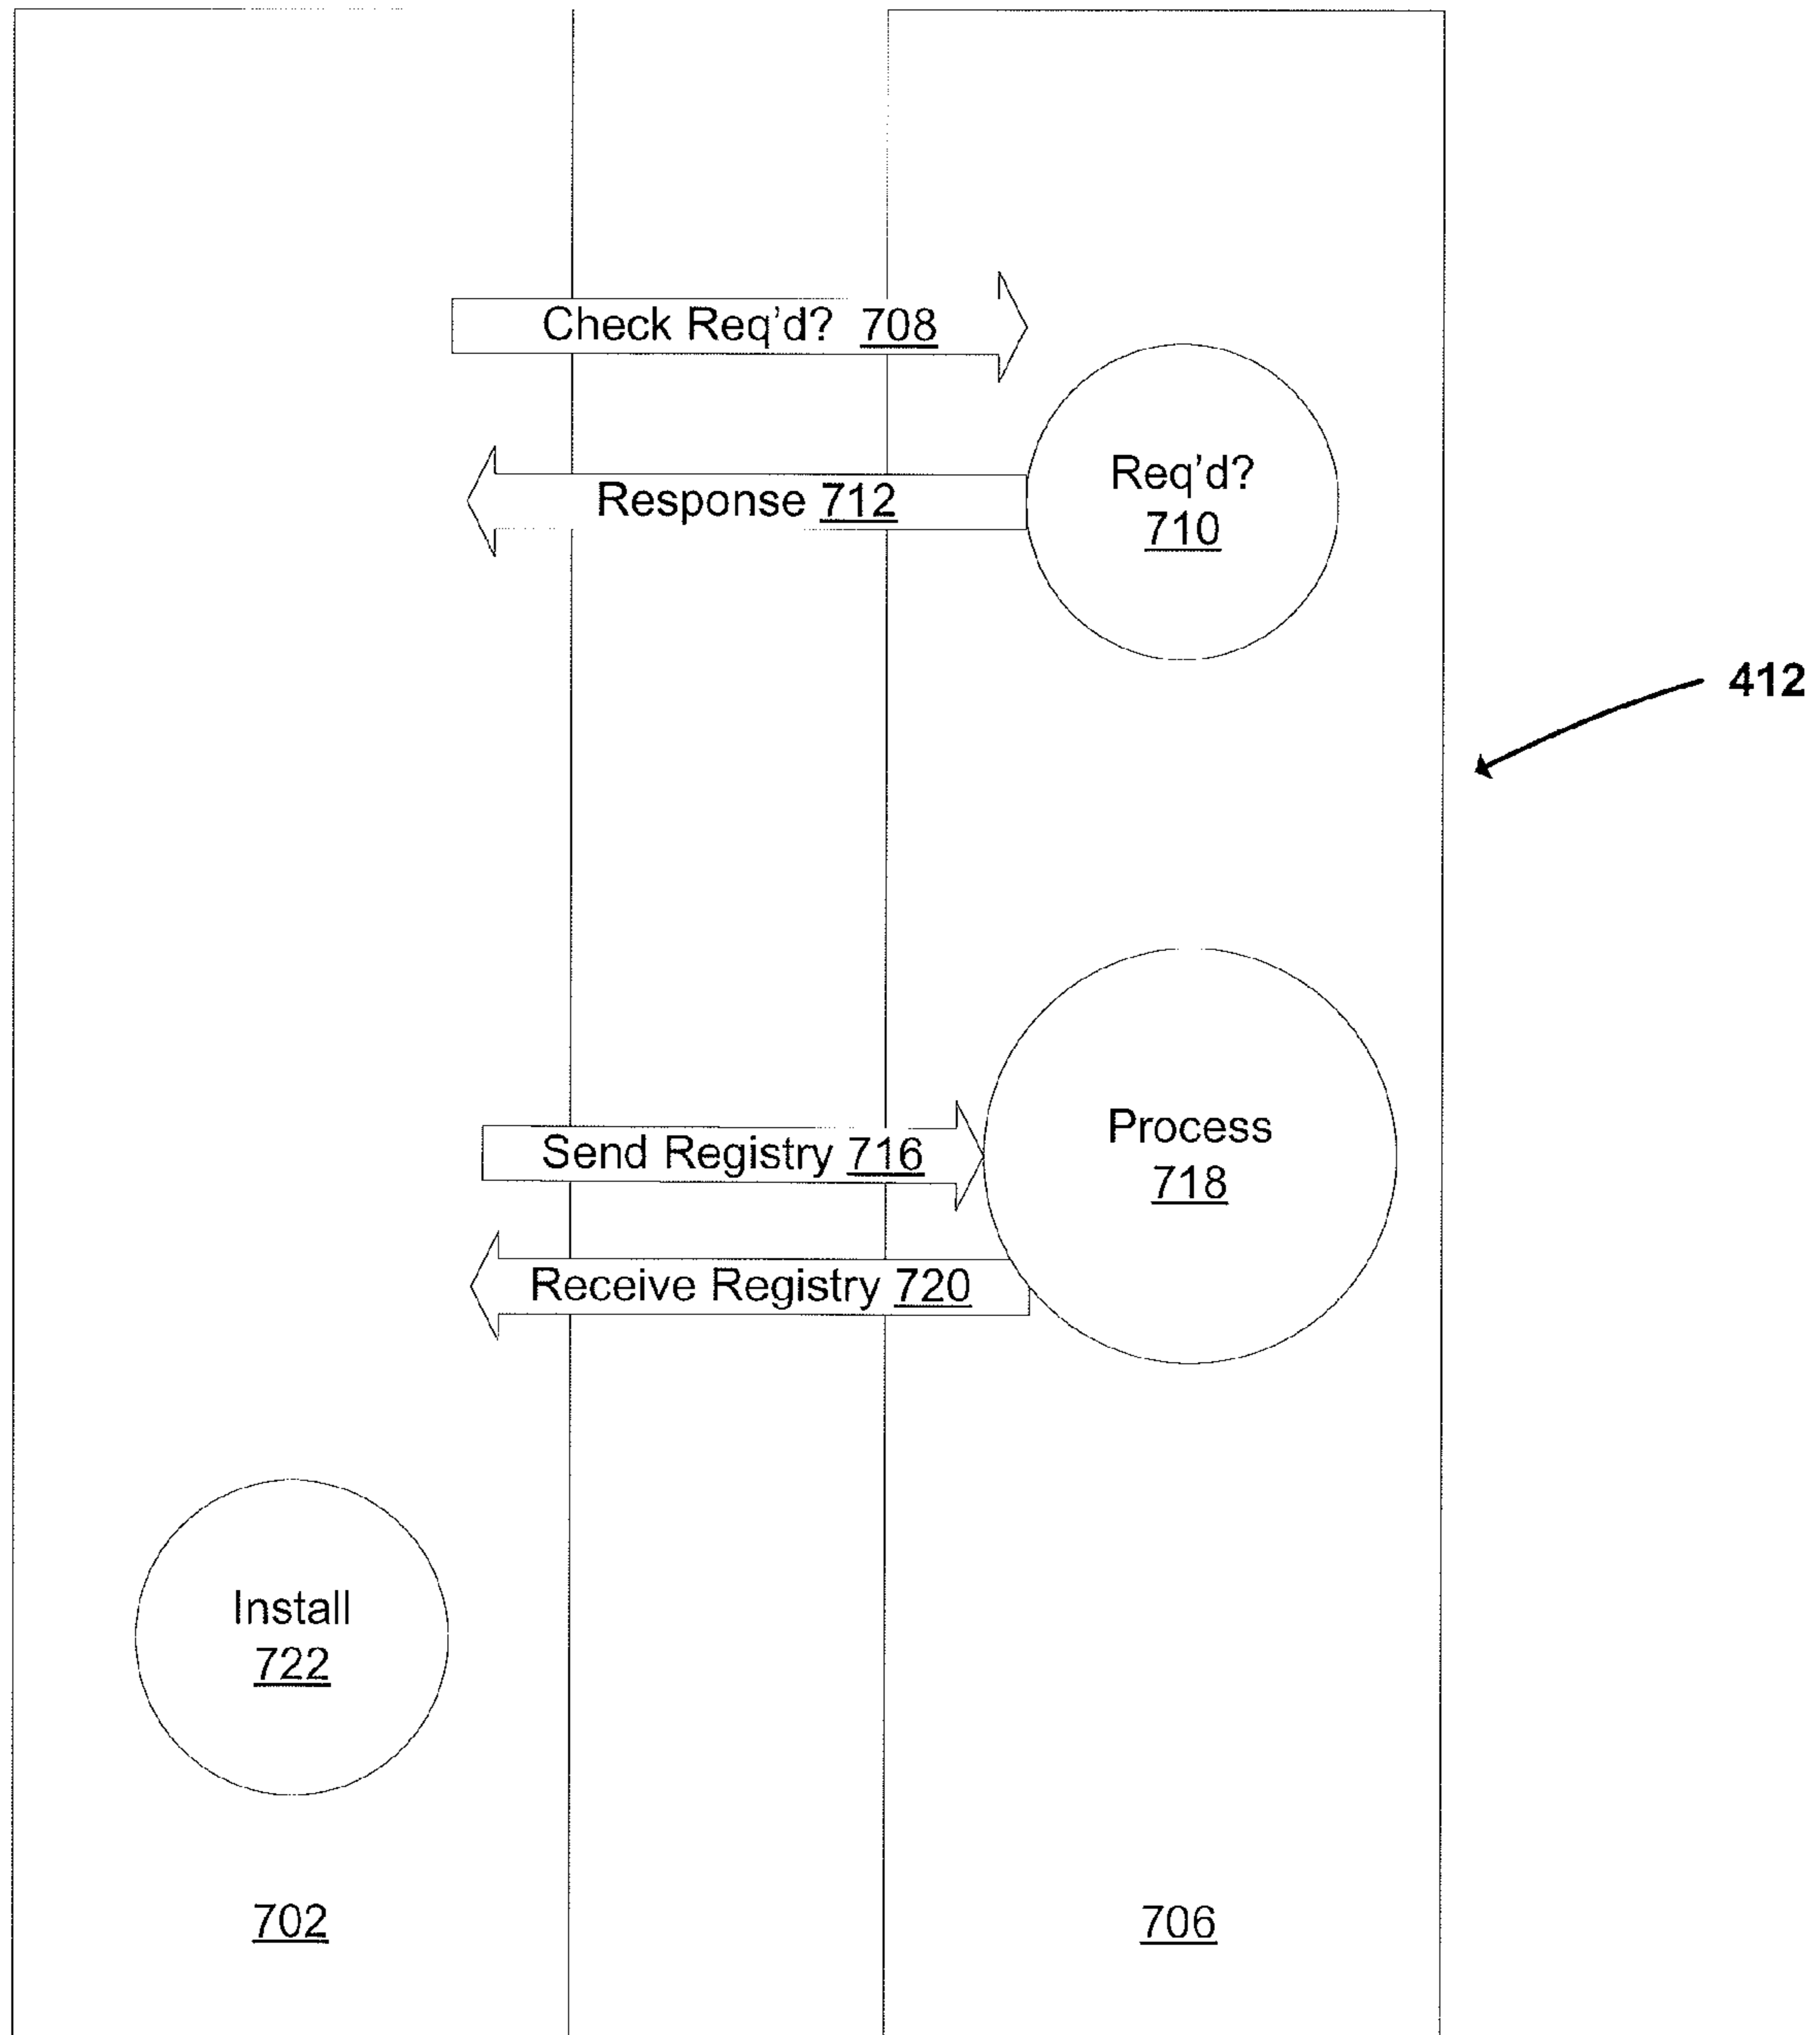 Check Req'd? 708
Req'd?
710
Response 712
412
Process
718
Send Registry 716
Receive Registry 720
Install
722
702
706